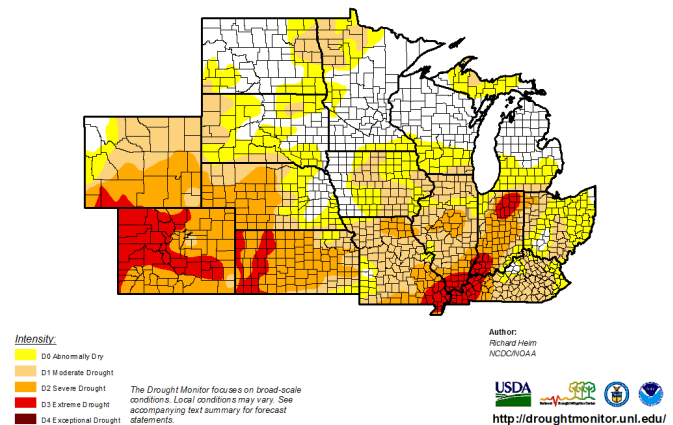 Intensity:
D0 Abnormally Dry
D1 Moderate Drought
D2 Severe Drought
D3 Extreme Drought
D4 Exceptional Drought
The Drought Monitor focuses on broad-scale
conditions. Local conditions may vary. See
accompanying text summary for forecast
statements.
Author:
Richard Heim
NCDC/NOAA
USDA
http://droughtmonitor.unl.edu/